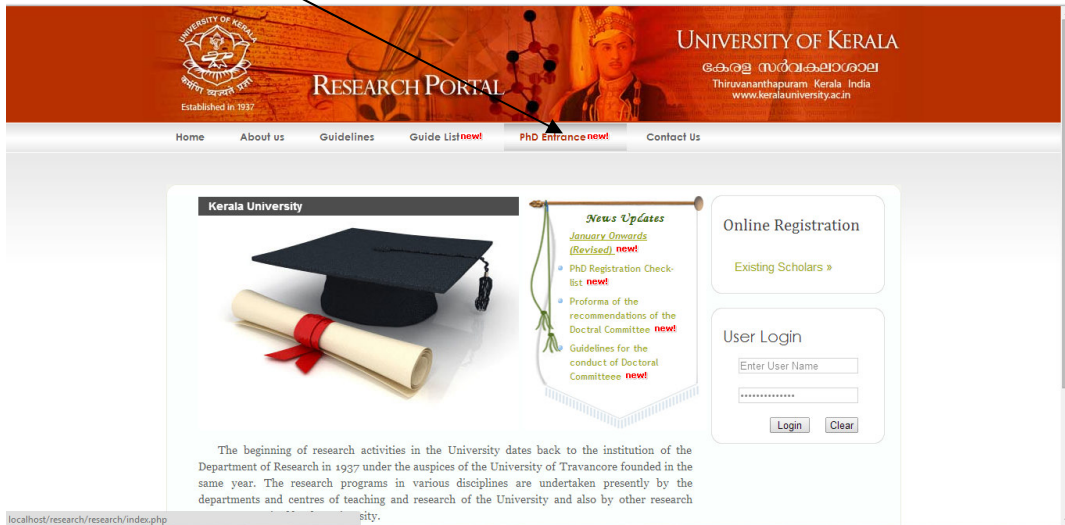 UNIVERSITY OF KERALA
Established in 1937
RESEARCH PORTAL
UNIVERSITY OF KERALA
കേരള സർവകലാശാല
Thiruvananthapuram Kerala India
www.keralauniversity.ac.in
Home About us Guidelines Guide List new! PhD Entrance new! Contact Us
Kerala University
News Updates
January Onwards
(Revised) new!
PhD Registration Check-
list new!
Proforma of the
recommendations of the
Doctral Committee new!
Guidelines for the
conduct of Doctoral
Committeee new!
Online Registration
Existing Scholars »
User Login
Enter User Name
••••••••••••••
Login Clear
The beginning of research activities in the University dates back to the institution of the
Department of Research in 1937 under the auspices of the University of Travancore founded in the
same year. The research programs in various disciplines are undertaken presently by the
departments and centres of teaching and research of the University and also by other research
sity.
localhost/research/research/index.php